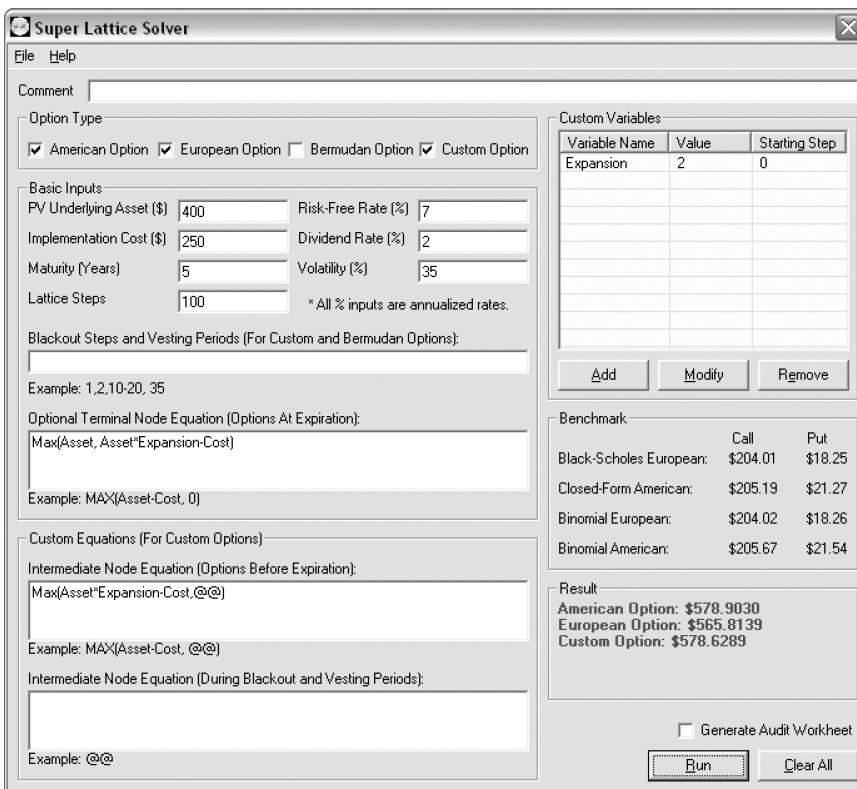 Super Lattice Solver
File Help
Comment
Option Type
American Option European Option Bermudan Option Custom Option
Basic Inputs
PV Underlying Asset ($) 400 Risk-Free Rate (%) 7
Implementation Cost ($) 250 Dividend Rate (%) 2
Maturity (Years) 5 Volatility (%) 35
Lattice Steps 100 * All % inputs are annualized rates.
Blackout Steps and Vesting Periods (For Custom and Bermudan Options):
Example: 1,2,10-20, 35
Optional Terminal Node Equation (Options At Expiration):
Max(Asset, Asset*Expansion-Cost)
Example: MAX(Asset-Cost, 0)
Custom Equations (For Custom Options)
Intermediate Node Equation (Options Before Expiration):
Max(Asset*Expansion-Cost,@@)
Example: MAX(Asset-Cost, @@)
Intermediate Node Equation (During Blackout and Vesting Periods):
Example: @@
Custom Variables
Variable Name Value Starting Step
Expansion 2 0
Add Modify Remove
Benchmark
Call Put
Black-Scholes European: $204.01 $18.25
Closed-Form American: $205.19 $21.27
Binomial European: $204.02 $18.26
Binomial American: $205.67 $21.54
Result
American Option: $578.9030
European Option: $565.8139
Custom Option: $578.6289
Generate Audit Workheet
Run Clear All